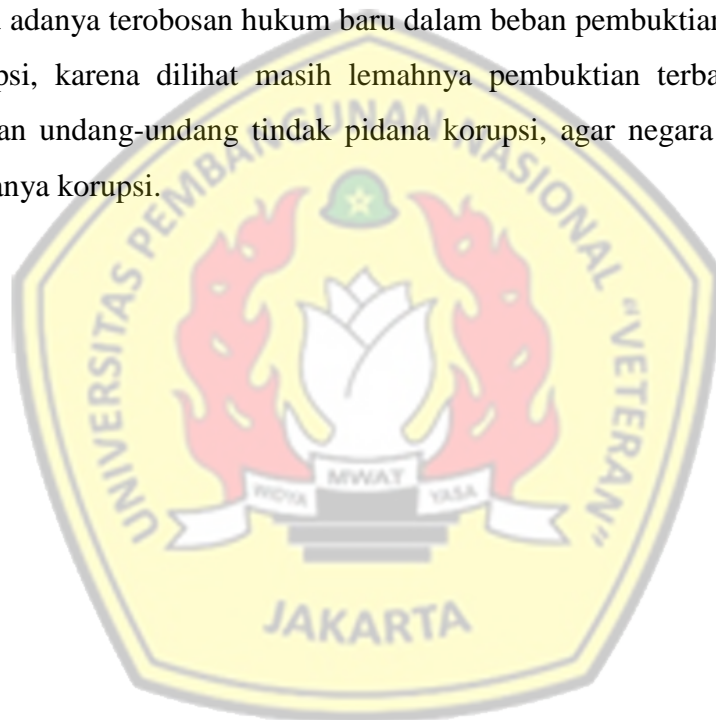 adanya terobosan hukum baru dalam beban pembuktian
psi, karena dilihat masih lemahnya pembuktian terba
an undang-undang tindak pidana korupsi, agar negara
anya korupsi.
UNIVERSITAS PEMBANGUNAN NASIONAL "VETERAN"
WIDYA MWAT YASA
JAKARTA